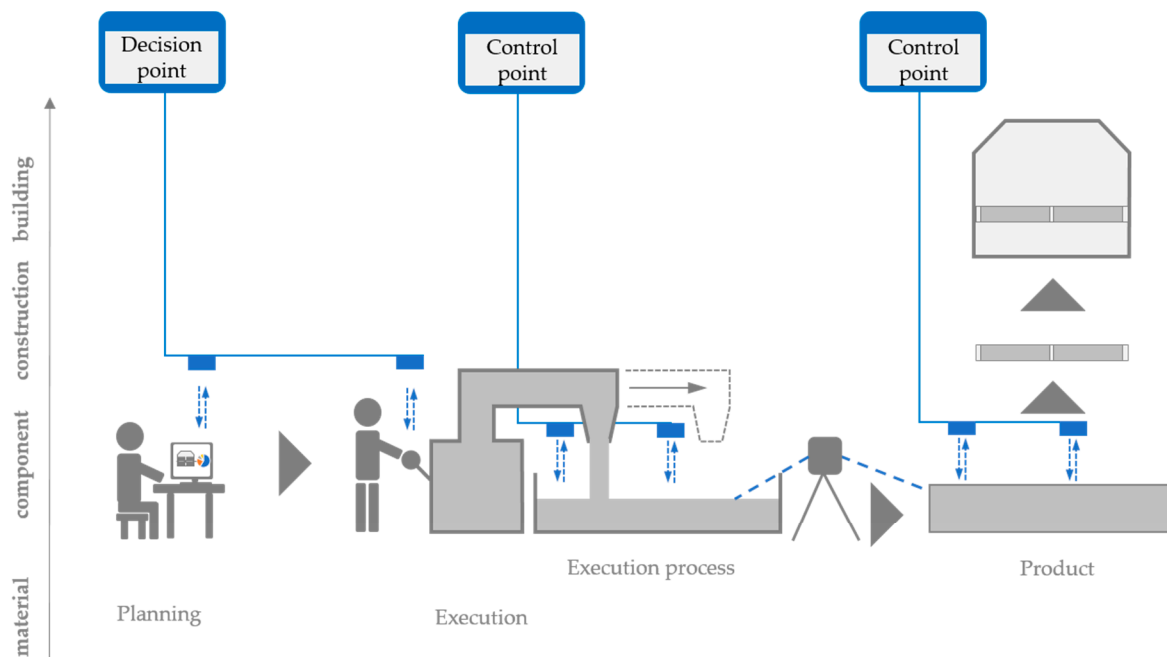 Decision
point
Control
point
Control
point
building
construction
component
material
Execution process
Product
Planning
Execution